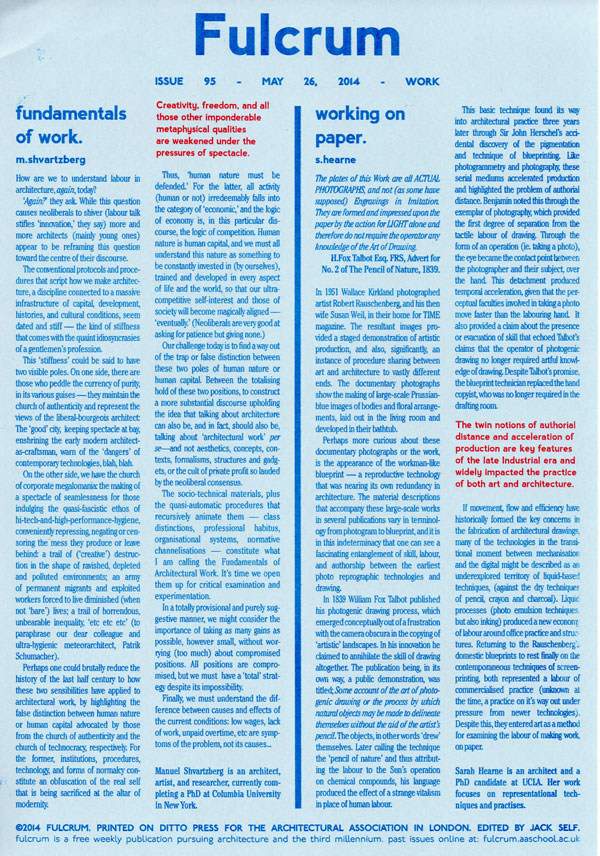 Fulcrum
ISSUE 95 - MAY 26, 2014 - WORK
fundamentals
of work.
m.shvartzberg
How are we to understand labour in
architecture, again, today?
'Again?' they ask. While this question
causes neoliberals to shiver (labour talk
stifles 'innovation,' they say) more and
more architects (mainly young ones)
appear to be reframing this question
toward the centre of their discourse.
The conventional protocols and proce-
dures that script how we make architec-
ture, a discipline connected to a massive
infrastructure of capital, development,
histories, and cultural conditions, seem
dated and stiff — the kind of stiffness
that comes with the quaint idiosyncrasies
of a gentlemen's profession.
This 'stiffness' could be said to have
two visible poles. On one side, there are
those who peddle the currency of purity,
in its various guises — they maintain the
church of authenticity and represent the
views of the liberal-bourgeois architect:
The 'good' city, keeping spectacle at bay,
enshrining the early modern architect-
as-craftsman, warn of the 'dangers' of
contemporary technologies, blah, blah.
On the other side, we have the church
of corporate megalomania: the making of
a spectacle of seamlessness for those
indulging the quasi-fascistic ethos of
hi-tech-and-high-performance-hygiene,
conveniently repressing, negating or cen-
soring the mess they produce or leave
behind: a trail of ('creative') destruc-
tion in the shape of ravished, depleted
and polluted environments; an army
of permanent migrants and exploited
workers forced to live diminished (when
not 'bare') lives; a trail of horrendous,
unbearable inequality, 'etc etc etc' (to
paraphrase our dear colleague and
ultra-hygienic meteorarchitect, Patrik
Schumacher).
Perhaps one could brutally reduce the
history of the last half century to how
these two sensibilities have applied to
architectural work, by highlighting the
false distinction between human nature
or human capital advocated by those
from the church of authenticity and the
church of technocracy, respectively. For
the former, institutions, procedures,
technology, and forms of normalcy con-
stitute an obfuscation of the real self
that is being sacrificed at the altar of
modernity.
Creativity, freedom, and all
those other imponderable
metaphysical qualities
are weakened under the
pressures of spectacle.
Thus, 'human nature must be
defended.' For the latter, all activity
(human or not) irredeemably falls into
the category of 'economic,' and the logic
of economy is, in this particular dis-
course, the logic of competition. Human
nature is human capital, and we must all
understand this nature as something to
be constantly invested in (by ourselves),
trained and developed in every aspect
of life and the world, so that our ultra-
competitive self-interest and those of
society will become magically aligned —
'eventually.' (Neoliberals are very good at
asking for patience but giving none.)
Our challenge today is to find a way out
of the trap or false distinction between
these two poles of human nature or
human capital. Between the totalising
hold of these two positions, to construct
a more substantial discourse upholding
the idea that talking about architecture
can also be, and in fact, should also be,
talking about 'architectural work' per
se—and not aesthetics, concepts, con-
texts, formalisms, structures and gadg-
ets, or the cult of private profit so lauded
by the neoliberal consensus.
The socio-technical materials, plus
the quasi-automatic procedures that
recursively animate them — class
distinctions, professional habitus,
organisational systems, normative
channelisations — constitute what
I am calling the Fundamentals of
Architectural Work. It's time we open
them up for critical examination and
experimentation.
In a totally provisional and purely sug-
gestive manner, we might consider the
importance of taking as many gains as
possible, however small, without wor-
rying (too much) about compromised
positions. All positions are compro-
mised, but we must have a 'total' strat-
egy despite its impossibility.
Finally, we must understand the dif-
ference between causes and effects of
the current conditions: low wages, lack
of work, unpaid overtime, etc are symp-
toms of the problem, not its causes...
Manuel Shvartzberg is an architect,
artist, and researcher, currently com-
pleting a PhD at Columbia University
in New York.
working on
paper.
s.hearne
The plates of this Work are all ACTUAL
PHOTOGRAPHS, and not (as some have
supposed) Engravings in Imitation.
They are formed and impressed upon the
paper by the action for LIGHT alone and
therefore do not require the operator any
knowledge of the Art of Drawing.
H.Fox Talbot Esq. FRS, Advert for
No. 2 of The Pencil of Nature, 1839.
In 1951 Wallace Kirkland photographed
artist Robert Rauschenberg, and his then
wife Susan Weil, in their home for TIME
magazine. The resultant images pro-
vided a staged demonstration of artistic
production, and also, significantly, an
instance of procedure sharing between
art and architecture to vastly different
ends. The documentary photographs
show the making of large-scale Prussian-
blue images of bodies and floral arrange-
ments, laid out in the living room and
developed in their bathtub.
Perhaps more curious about these
documentary photographs or the work,
is the appearance of the workman-like
blueprint — a reproductive technology
that was nearing its own redundancy in
architecture. The material descriptions
that accompany these large-scale works
in several publications vary in terminol-
ogy from photogram to blueprint, and it is
in this indeterminacy that one can see a
fascinating entanglement of skill, labour,
and authorship between the earliest
photo reprographic technologies and
drawing.
In 1839 William Fox Talbot published
his photogenic drawing process, which
emerged conceptually out of a frustration
with the camera obscura in the copying of
'artistic' landscapes. In his innovation he
claimed to annihilate the skill of drawing
altogether. The publication being, in its
own way, a public demonstration, was
titled; Some account of the art of photo-
genic drawing or the process by which
natural objects may be made to delineate
themselves without the aid of the artist's
pencil. The objects, in other words 'drew'
themselves. Later calling the technique
the 'pencil of nature' and thus attribut-
ing the labour to the Sun's operation
on chemical compounds, his language
produced the effect of a strange vitalism
in place of human labour.
This basic technique found its way
into architectural practice three years
later through Sir John Herschel's acci-
dental discovery of the pigmentation
and technique of blueprinting. Like
photogrammetry and photography, these
serial mediums accelerated production
and highlighted the problem of authorial
distance. Benjamin noted this through the
exemplar of photography, which provided
the first degree of separation from the
tactile labour of drawing. Through the
form of an operation (ie. taking a photo),
the eye became the contact point between
the photographer and their subject, over
the hand. This detachment produced
temporal acceleration, given that the per-
ceptual faculties involved in taking a photo
move faster than the labouring hand. It
also provided a claim about the presence
or evacuation of skill that echoed Talbot's
claims that the operator of photogenic
drawing no longer required artful knowl-
edge of drawing. Despite Talbot's promise,
the blueprint technician replaced the hand
copyist, who was no longer required in the
drafting room.
The twin notions of authorial
distance and acceleration of
production are key features
of the late Industrial era and
widely impacted the practice
of both art and architecture.
If movement, flow and efficiency have
historically formed the key concerns in
the fabrication of architectural drawings,
many of the technologies in the transi-
tional moment between mechanisation
and the digital might be described as an
underexplored territory of liquid-based
techniques, (against the dry techniques
of pencil, crayon and charcoal). Liquid
processes (photo emulsion techniques
but also inking) produced a new economy
of labour around office practice and struc-
tures. Returning to the Rauschenberg's,
domestic blueprints to rest finally on the
contemporaneous techniques of screen-
printing, both represented a labour of
commercialised practice (unknown at
the time, a practice on it's way out under
pressure from newer technologies).
Despite this, they entered art as a method
for examining the labour of making work,
on paper.
Sarah Hearne is an architect and a
PhD candidate at UCLA. Her work
focuses on representational tech-
niques and practises.
©2014 FULCRUM. PRINTED ON DITTO PRESS FOR THE ARCHITECTURAL ASSOCIATION IN LONDON. EDITED BY JACK SELF.
fulcrum is a free weekly publication pursuing architecture and the third millennium. past issues online at: fulcrum.aaschool.ac.uk